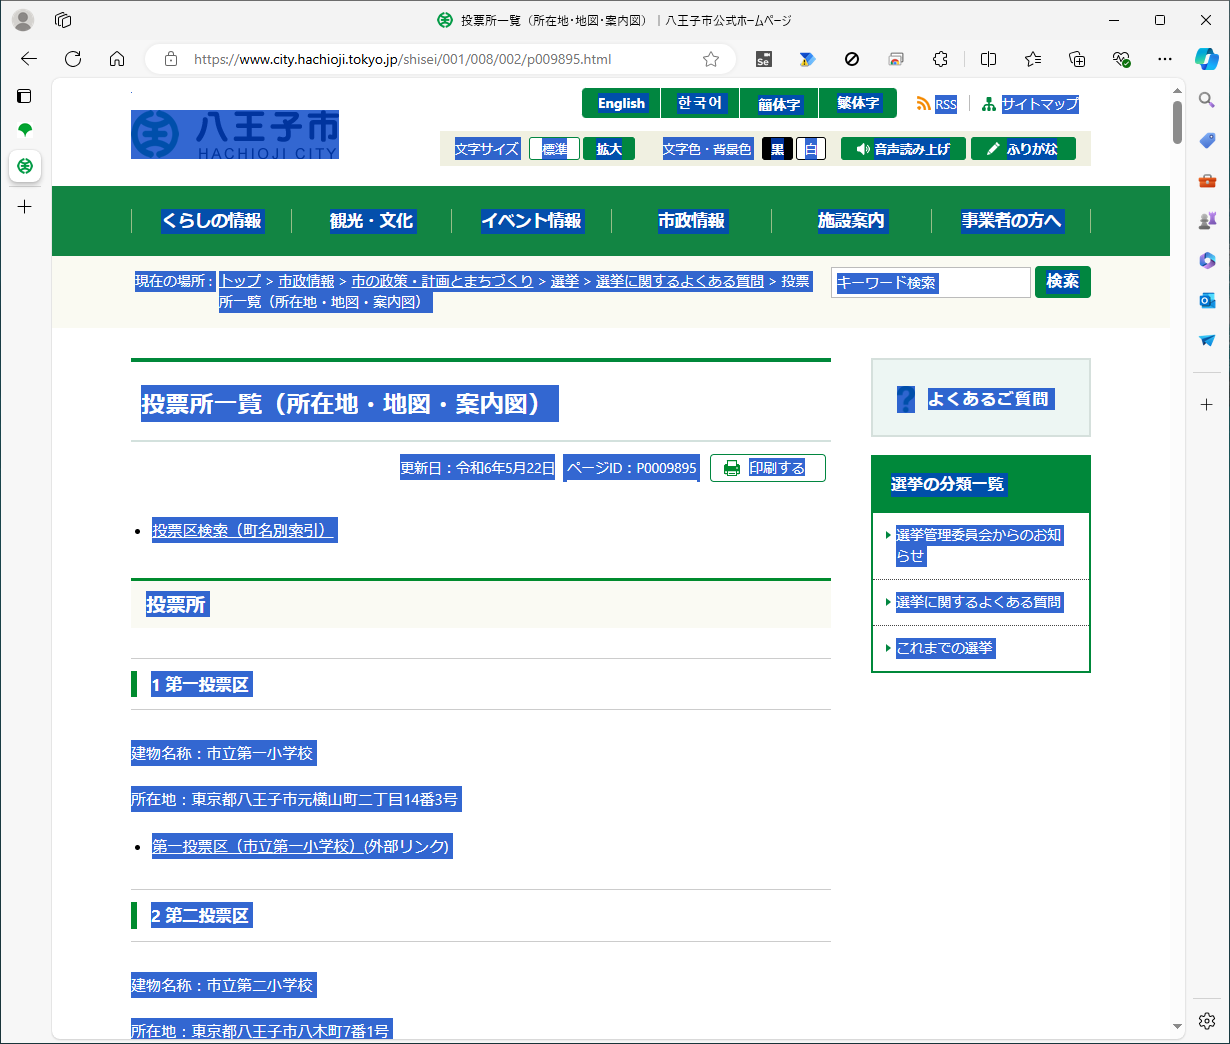 投票所一覧（所在地・地図・案内図）｜八王子市公式ホームページ
https://www.city.hachioji.tokyo.jp/shisei/001/008/002/p009895.html
Se
八王子市
HACHIOJI CITY
English 한국어 簡体字 繁体字 RSS サイトマップ
文字サイズ 標準 拡大 文字色・背景色 黒 白 音声読み上げ ふりがな
くらしの情報 観光・文化 イベント情報 市政情報 施設案内 事業者の方へ
現在の場所： トップ > 市政情報 > 市の政策・計画とまちづくり > 選挙 > 選挙に関するよくある質問 > 投票
所一覧（所在地・地図・案内図）
キーワード検索 検索
投票所一覧（所在地・地図・案内図）
更新日：令和6年5月22日 ページID：P0009895 印刷する
投票区検索（町名別索引）
投票所
1 第一投票区
建物名称：市立第一小学校
所在地：東京都八王子市元横山町二丁目14番3号
第一投票区（市立第一小学校）(外部リンク)
2 第二投票区
建物名称：市立第二小学校
所在地：東京都八王子市八木町7番1号
? よくあるご質問
選挙の分類一覧
選挙管理委員会からのお知
らせ
選挙に関するよくある質問
これまでの選挙